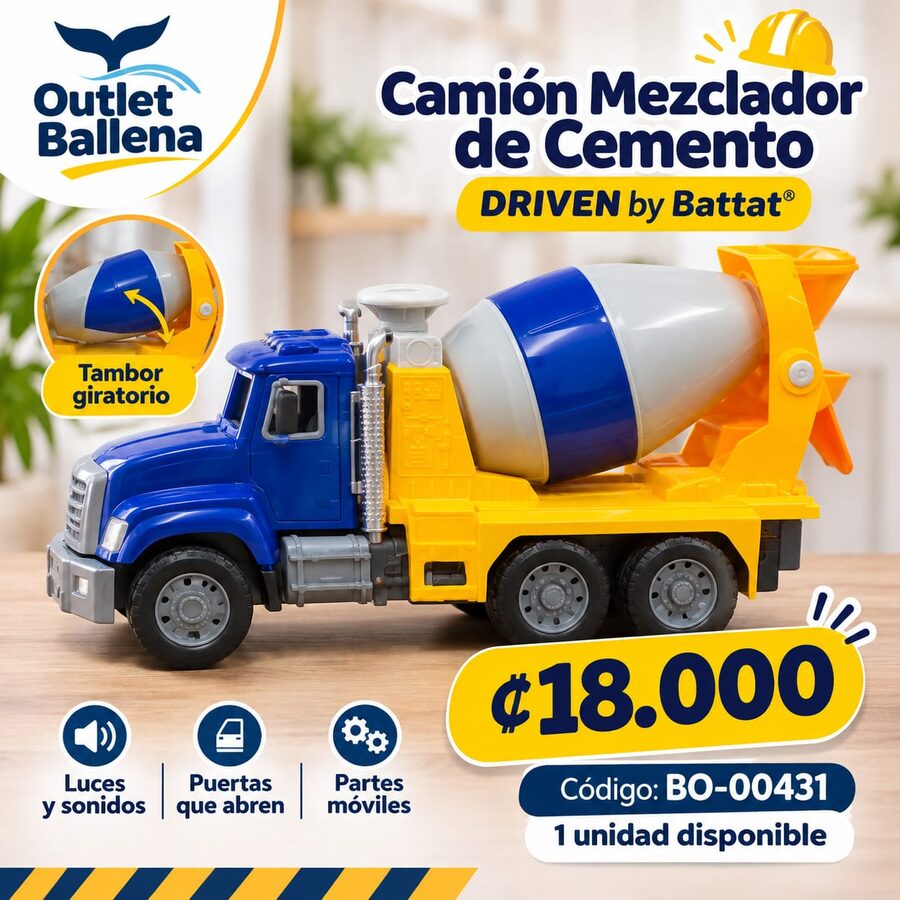 Outlet
Ballena
Camión Mezclador
de Cemento
DRIVEN by Battat®
Tambor
giratorio
₡18.000
Luces
y sonidos
Puertas
que abren
Partes
móviles
Código: BO-00431
1 unidad disponible